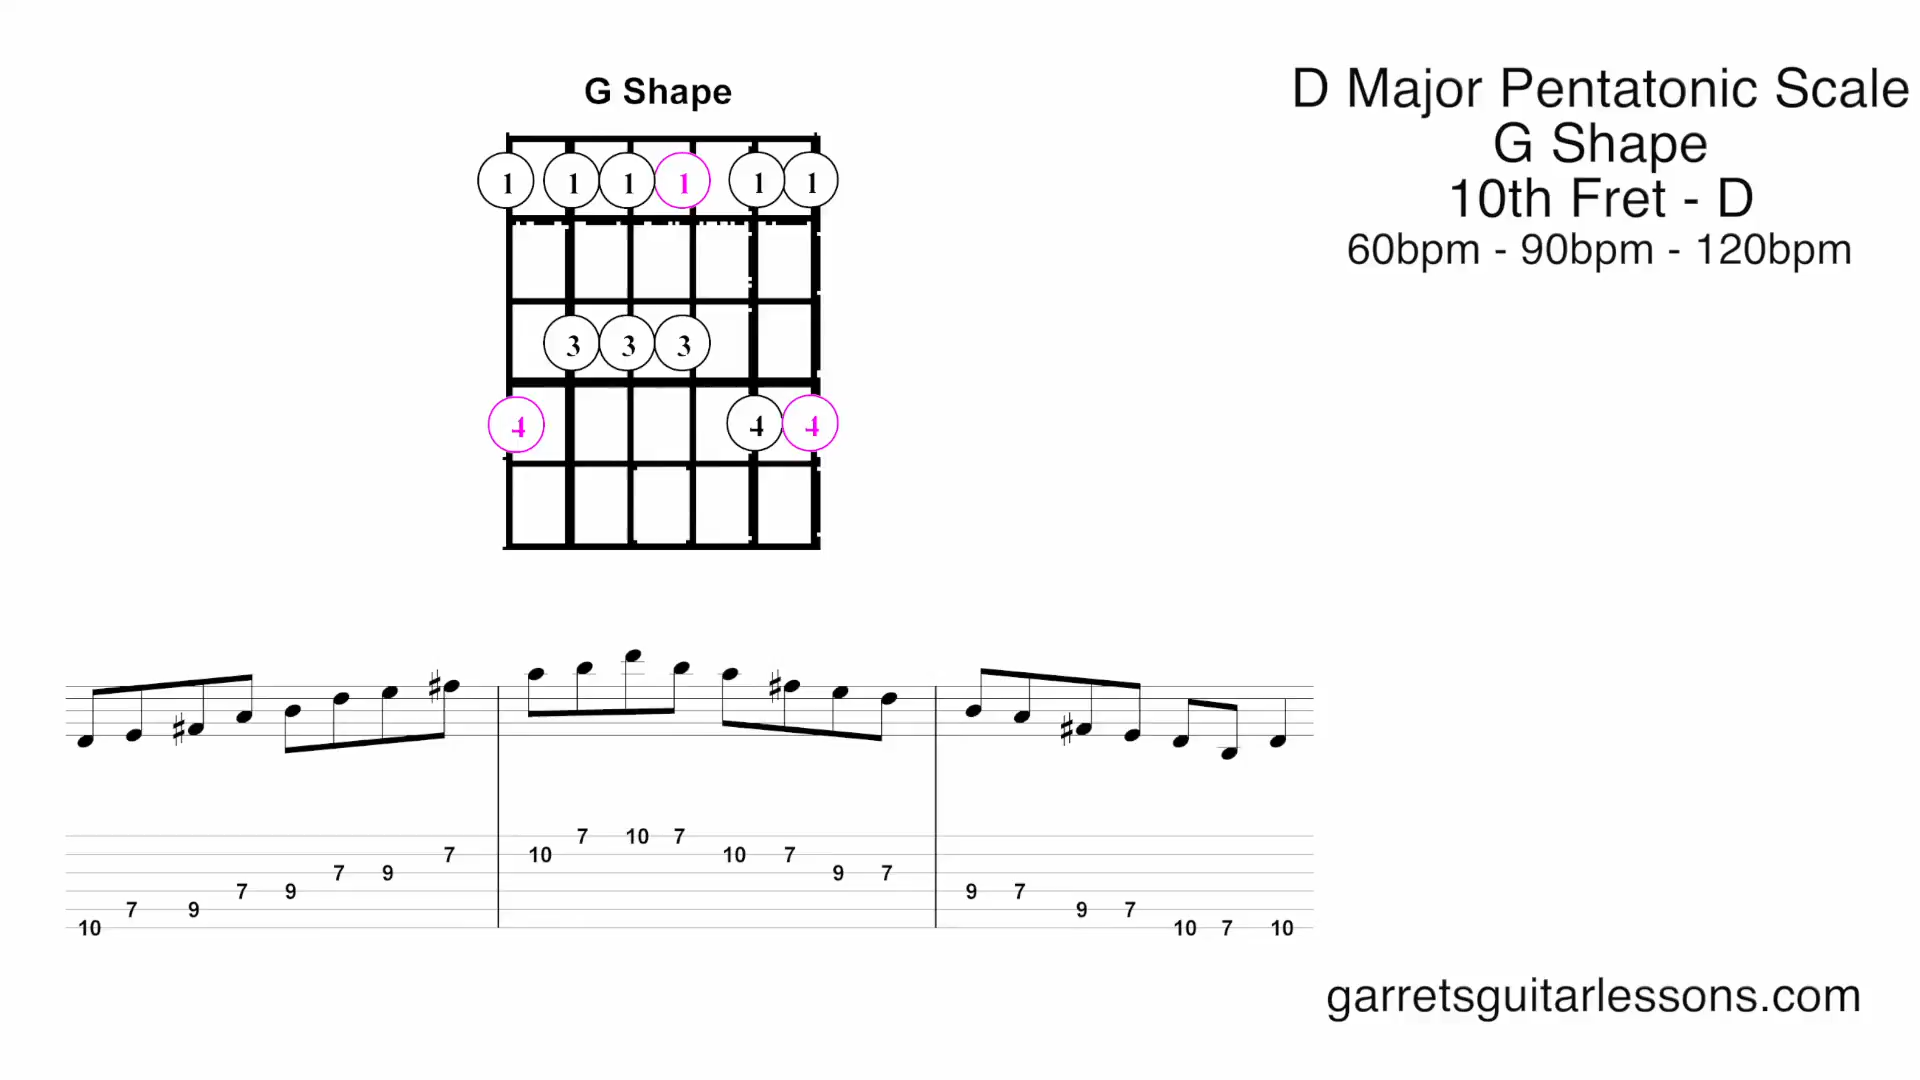 G Shape
1 1 1 1 1 1
3 3 3
4 4 4
D Major Pentatonic Scale
G Shape
10th Fret - D
60bpm - 90bpm - 120bpm
7 10 7
7 10 10 7
7 9 9 7
7 9 9 7
7 9 9 7
10 10 7 10
garretsguitarlessons.com